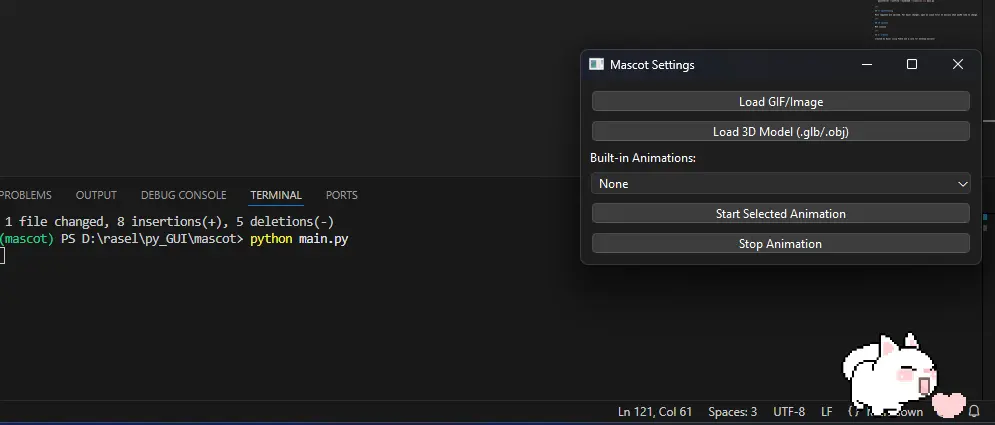 Mascot Settings
Load GIF/Image
Load 3D Model (.glb/.obj)
Built-in Animations:
None
Start Selected Animation
Stop Animation
PROBLEMS OUTPUT DEBUG CONSOLE TERMINAL PORTS
1 file changed, 8 insertions(+), 5 deletions(-)
(mascot) PS D:\rasel\py_GUI\mascot> python main.py
Ln 121, Col 61 Spaces: 3 UTF-8 LF